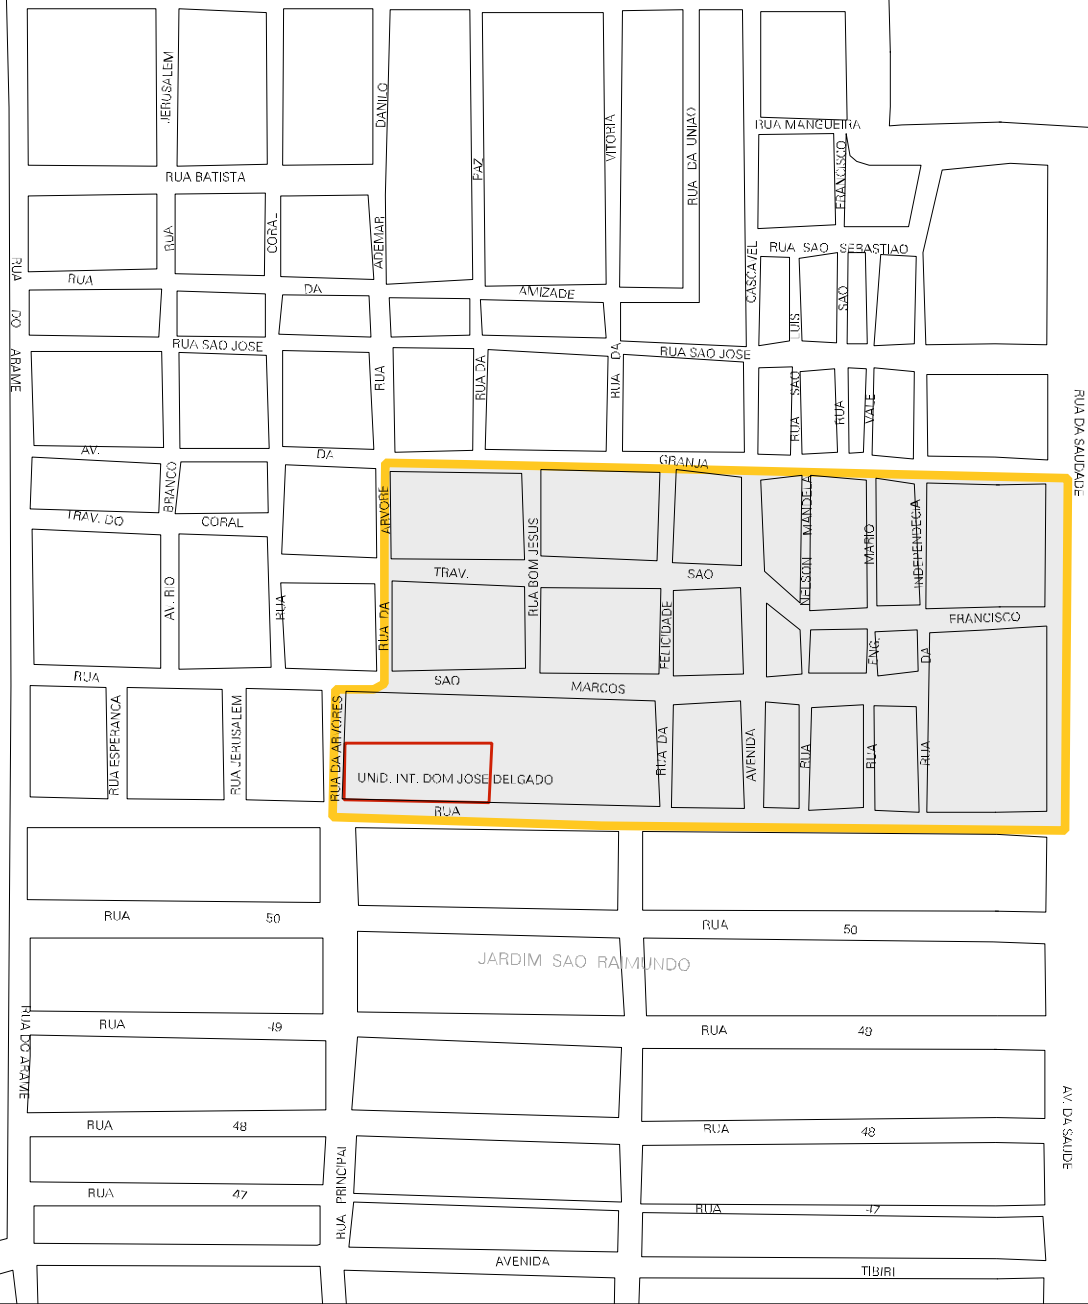 JERUSALEM
DANILO
PAZ
VITORIA
RUA DA UNIAO
RUA MANGUEIRA
FRANCISCO
RUA BATISTA
RUA
CORAL
ADEMAR
CASCAVEL
RUA SAO SEBASTIAO
RUA DO ARAME
RUA
DA
AMIZADE
LUIS
SAO
RUA SAO JOSE
RUA
RUA DA
RUA DA
RUA SAO JOSE
RUA SAO
RUA
VALE
RUA DA SAUDADE
AV.
DA
GRANJA
BRANCO
TRAV. DO
CORAL
ARVORE
RUA BOM JESUS
NELSON MANDELA
MARIO
INDEPENDECIA
TRAV.
SAO
FRANCISCO
AV. RIO
RUA
RUA DA
FELICIDADE
ENG.
DA
RUA
SAO
MARCOS
RUA ESPERANCA
RUA JERUSALEM
RUA DA ARVORES
RUA DA
AVENIDA
RUA
RUA
RUA
UNID. INT. DOM JOSE DELGADO
RUA
RUA 50
RUA 50
JARDIM SAO RAIMUNDO
RUA DO ARAME
RUA 49
RUA 49
RUA 48
RUA 48
AV. DA SAUDE
RUA PRINCIPAL
RUA 47
RUA 47
AVENIDA
TIBIRI